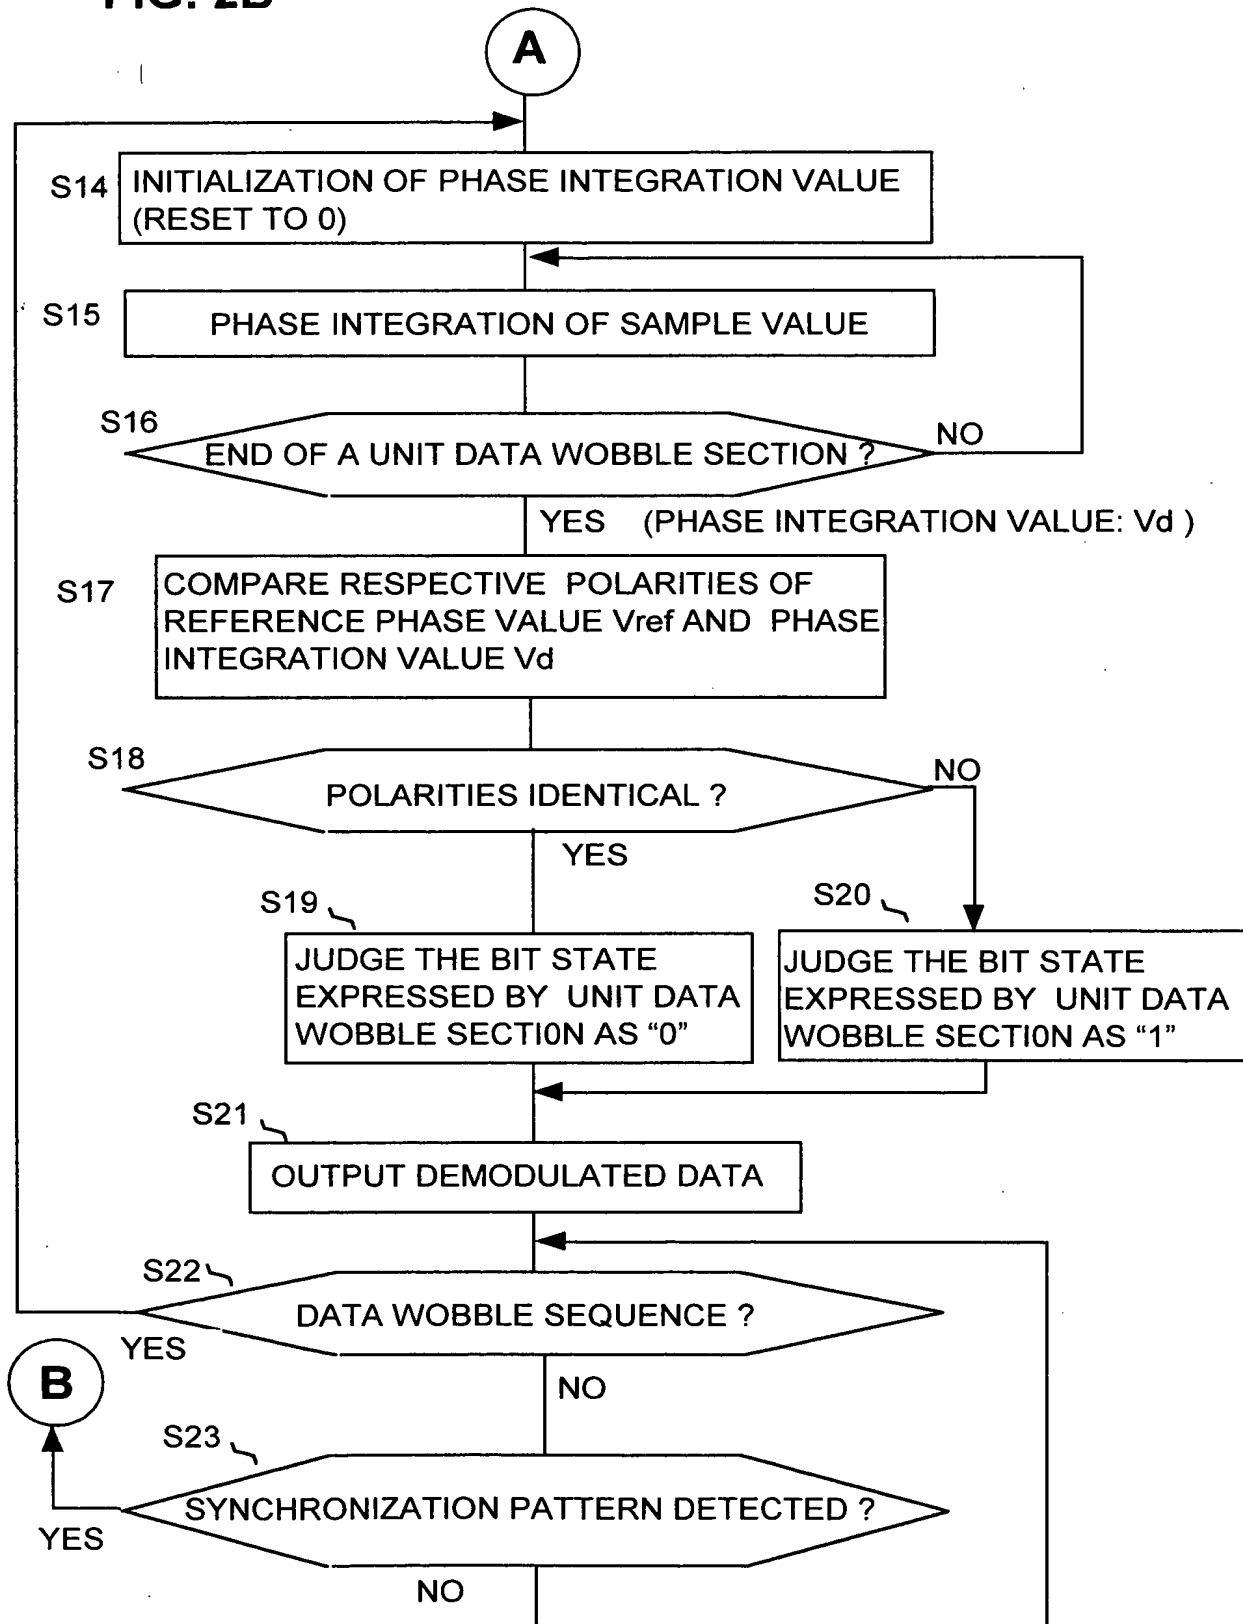 FIG. 2B
A
S14
INITIALIZATION OF PHASE INTEGRATION VALUE
(RESET TO 0)
S15
PHASE INTEGRATION OF SAMPLE VALUE
S16
END OF A UNIT DATA WOBBLE SECTION ?
NO
YES (PHASE INTEGRATION VALUE: Vd )
S17
COMPARE RESPECTIVE POLARITIES OF
REFERENCE PHASE VALUE Vref AND PHASE
INTEGRATION VALUE Vd
S18
POLARITIES IDENTICAL ?
NO
YES
S19
JUDGE THE BIT STATE
EXPRESSED BY UNIT DATA
WOBBLE SECTI0N AS “0”
S20
JUDGE THE BIT STATE
EXPRESSED BY UNIT DATA
WOBBLE SECTI0N AS “1”
S21
OUTPUT DEMODULATED DATA
S22
DATA WOBBLE SEQUENCE ?
YES
B
NO
S23
SYNCHRONIZATION PATTERN DETECTED ?
YES
NO